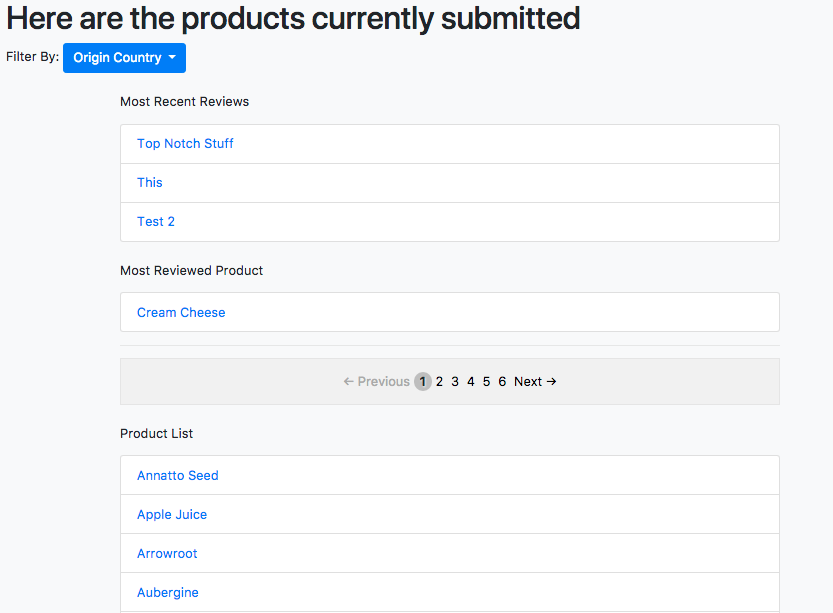 Here are the products currently submitted
Filter By: Origin Country
Most Recent Reviews
Top Notch Stuff
This
Test 2
Most Reviewed Product
Cream Cheese
← Previous 1 2 3 4 5 6 Next →
Product List
Annatto Seed
Apple Juice
Arrowroot
Aubergine